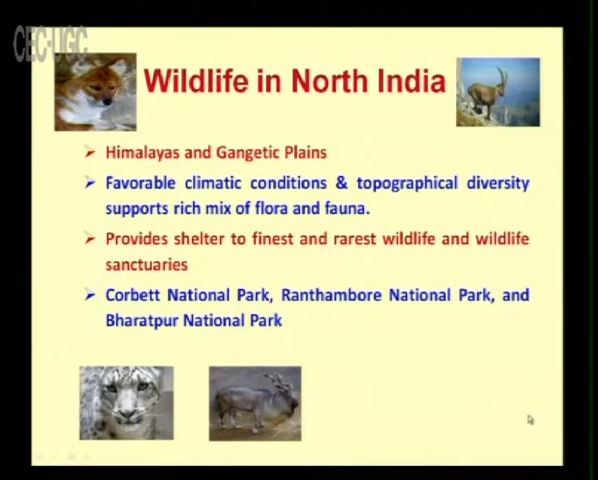 CEC-UGC
Wildlife in North India
➢ Himalayas and Gangetic Plains
➢ Favorable climatic conditions & topographical diversity
supports rich mix of flora and fauna.
➢ Provides shelter to finest and rarest wildlife and wildlife
sanctuaries
➢ Corbett National Park, Ranthambore National Park, and
Bharatpur National Park